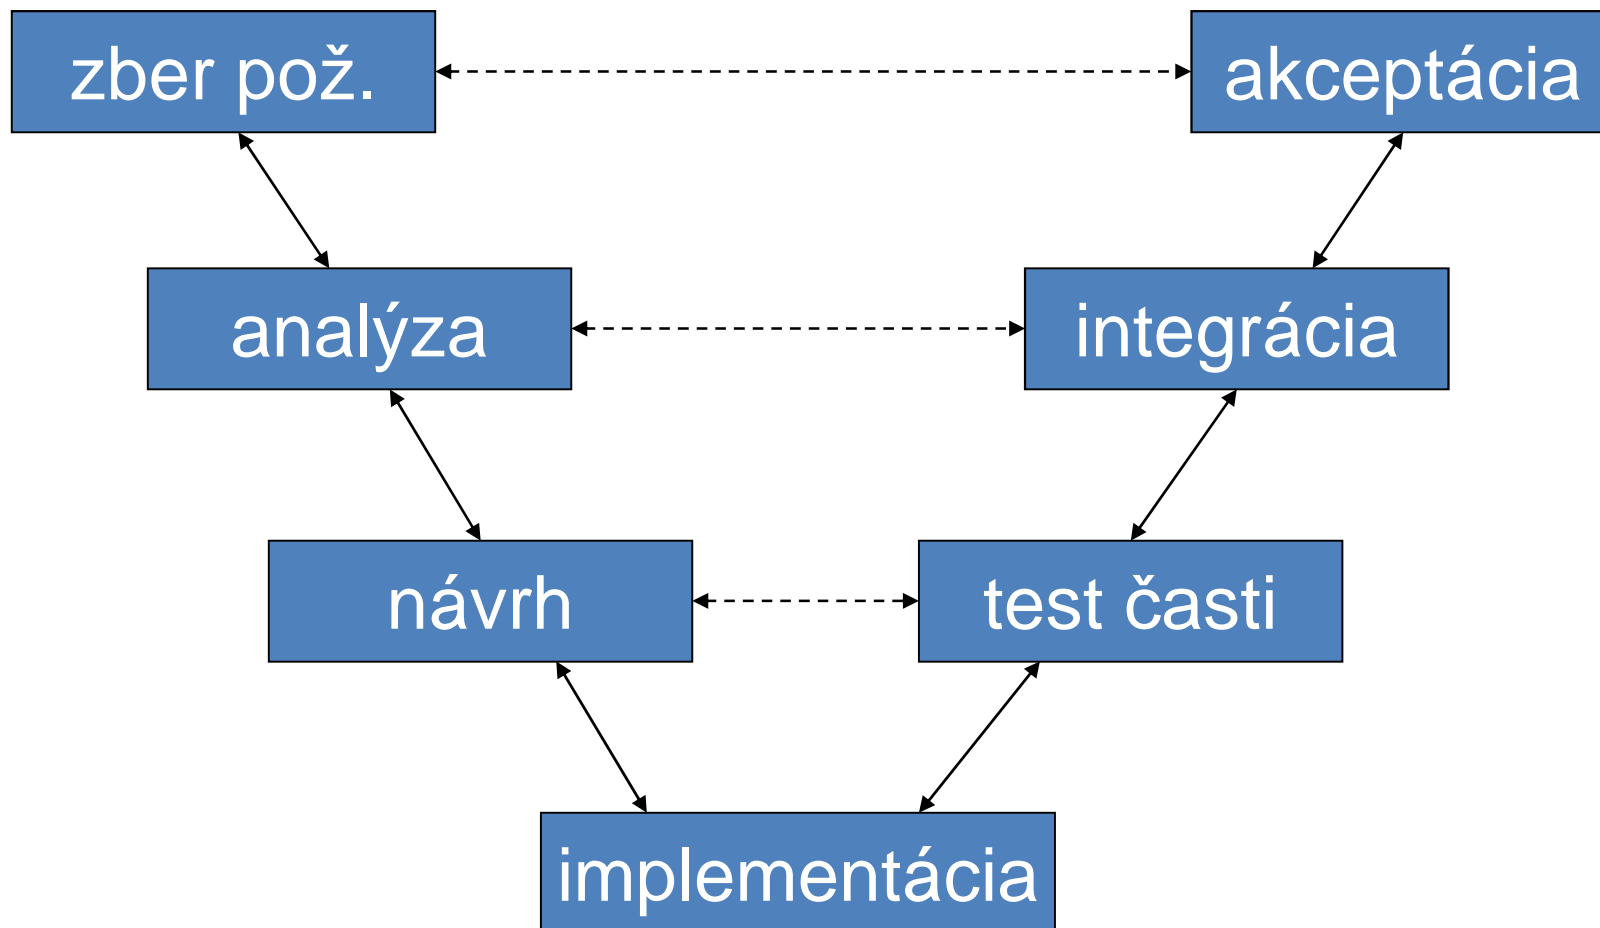 zber pož.
akceptácia
analýza
integrácia
návrh
test časti
implementácia